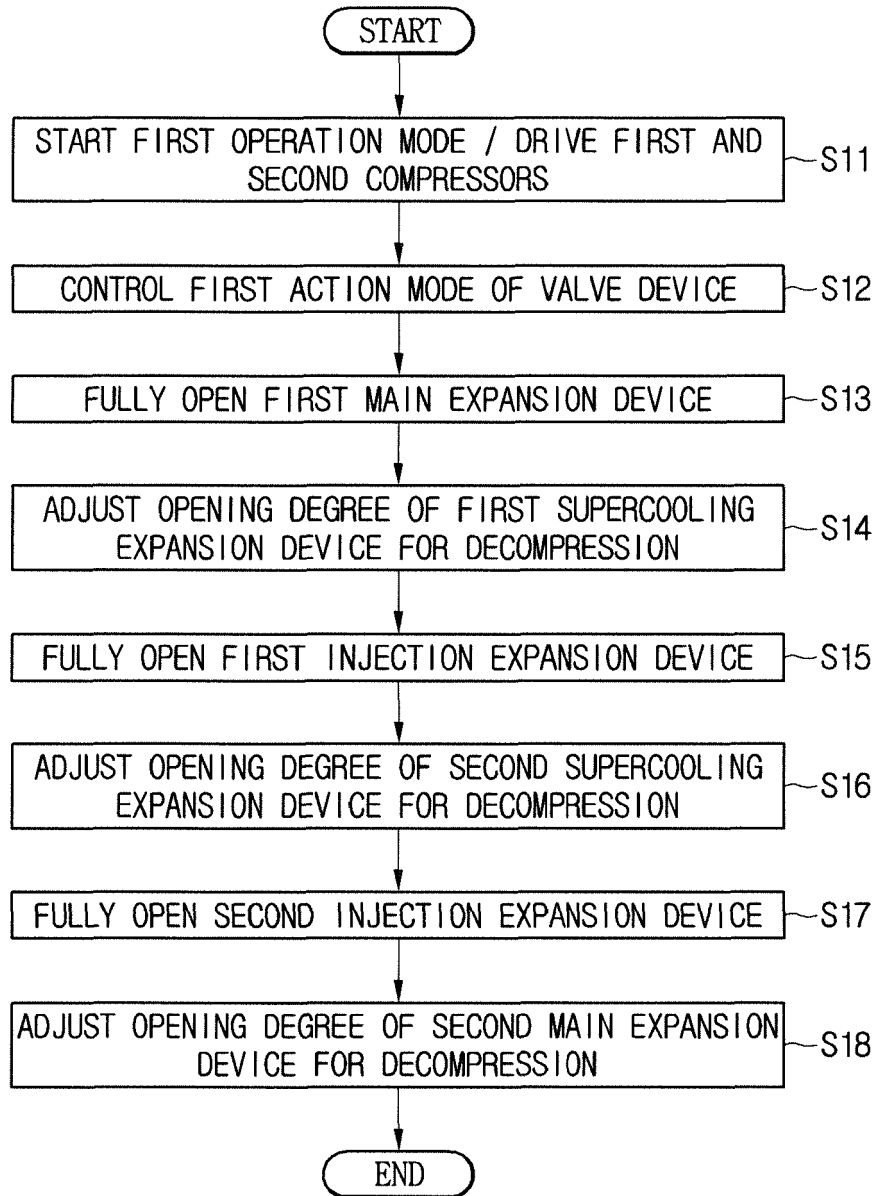 START
START FIRST OPERATION MODE / DRIVE FIRST AND
SECOND COMPRESSORS
S11
CONTROL FIRST ACTION MODE OF VALVE DEVICE
S12
FULLY OPEN FIRST MAIN EXPANSION DEVICE
S13
ADJUST OPENING DEGREE OF FIRST SUPERCOOLING
EXPANSION DEVICE FOR DECOMPRESSION
S14
FULLY OPEN FIRST INJECTION EXPANSION DEVICE
S15
ADJUST OPENING DEGREE OF SECOND SUPERCOOLING
EXPANSION DEVICE FOR DECOMPRESSION
S16
FULLY OPEN SECOND INJECTION EXPANSION DEVICE
S17
ADJUST OPENING DEGREE OF SECOND MAIN EXPANSION
DEVICE FOR DECOMPRESSION
S18
END